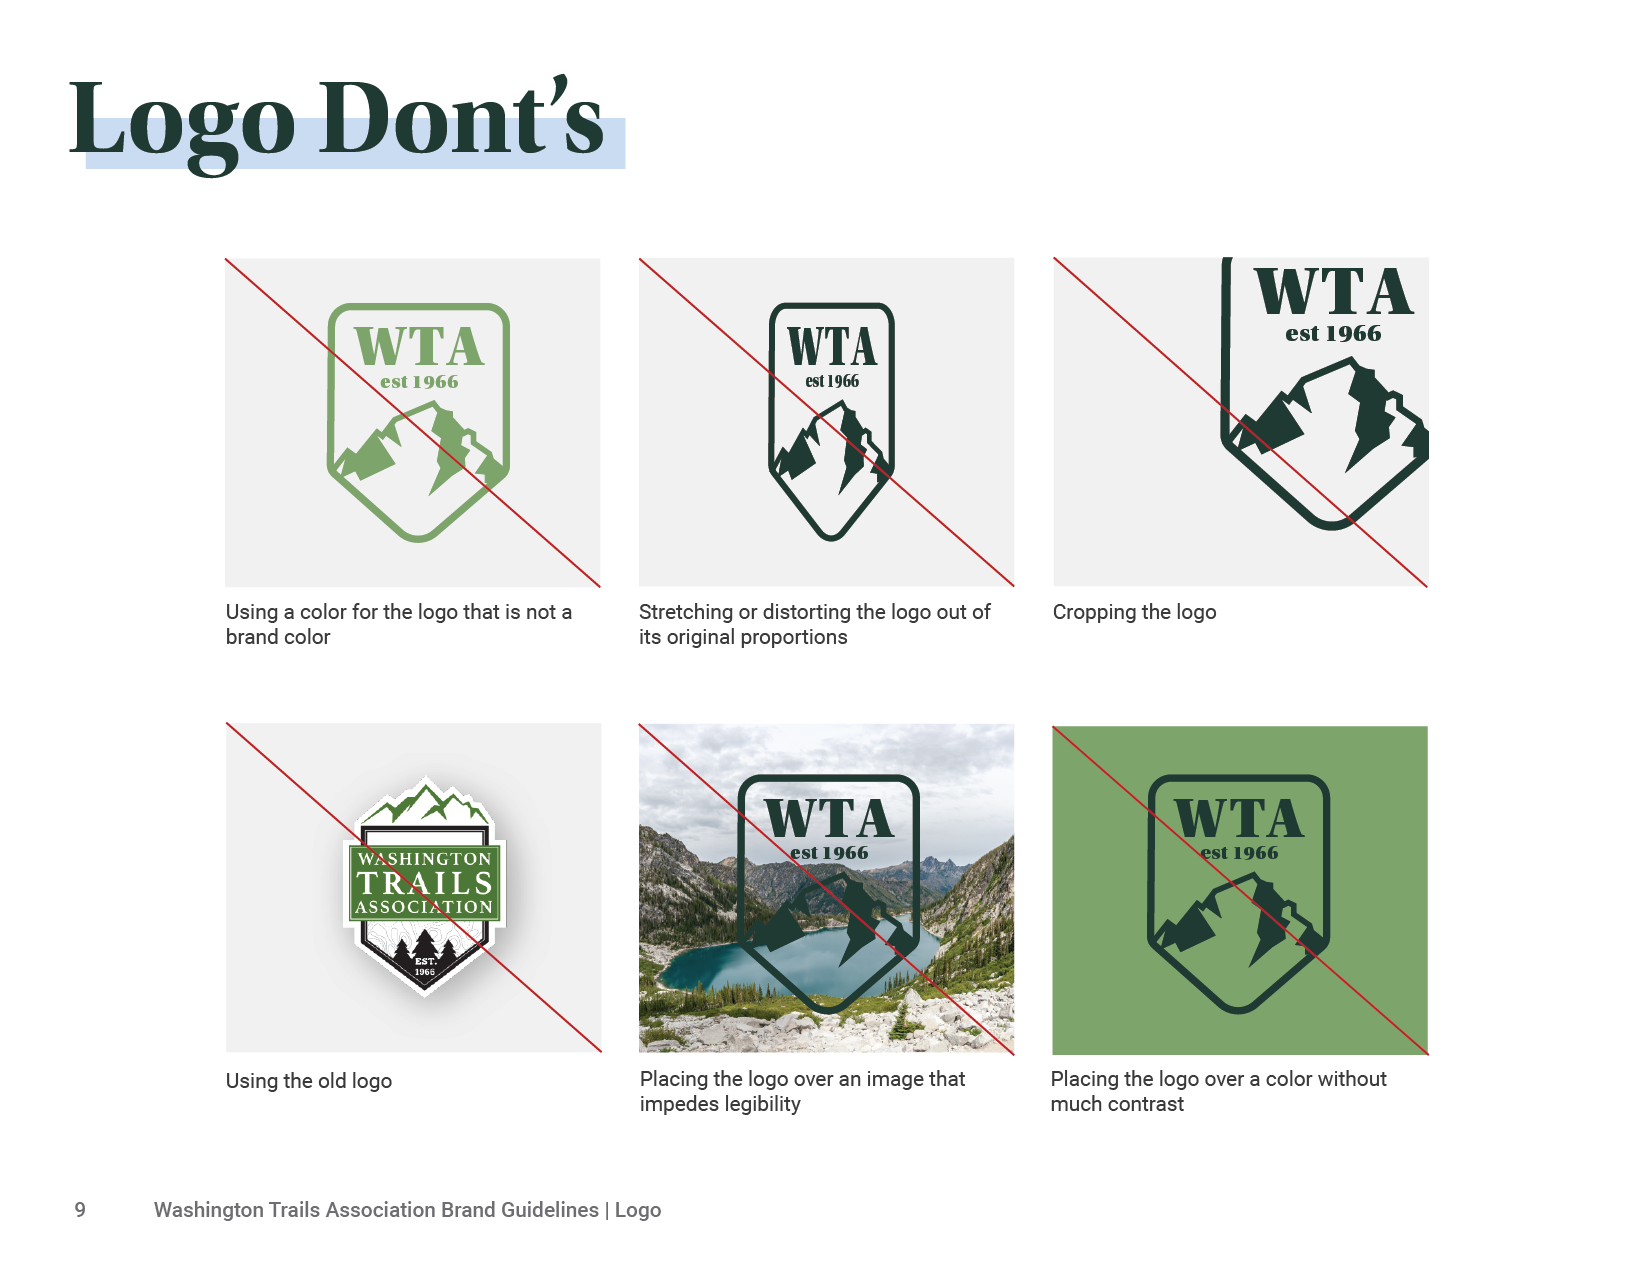 Logo Dont’s
WTA
est 1966
WTA
est 1966
WTA
est 1966
Using a color for the logo that is not a
brand color
Stretching or distorting the logo out of
its original proportions
Cropping the logo
WASHINGTON
TRAILS
ASSOCIATION
EST.
1966
WTA
est 1966
WTA
est 1966
Using the old logo
Placing the logo over an image that
impedes legibility
Placing the logo over a color without
much contrast
9
Washington Trails Association Brand Guidelines | Logo